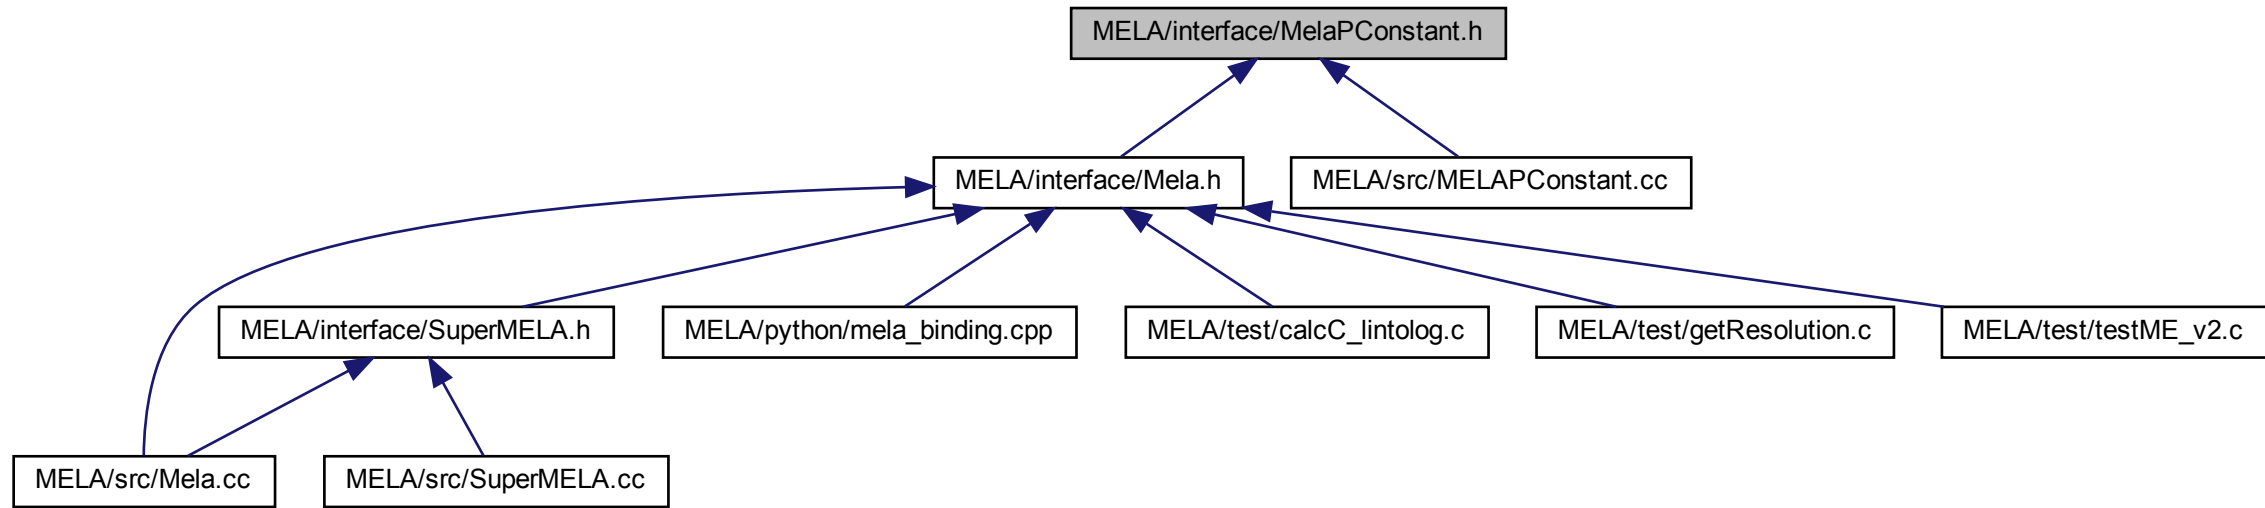 MELA/interface/MelaPConstant.h
MELA/interface/Mela.h
MELA/src/MELAPConstant.cc
MELA/interface/SuperMELA.h
MELA/python/mela_binding.cpp
MELA/test/calcC_lintolog.c
MELA/test/getResolution.c
MELA/test/testME_v2.c
MELA/src/Mela.cc
MELA/src/SuperMELA.cc